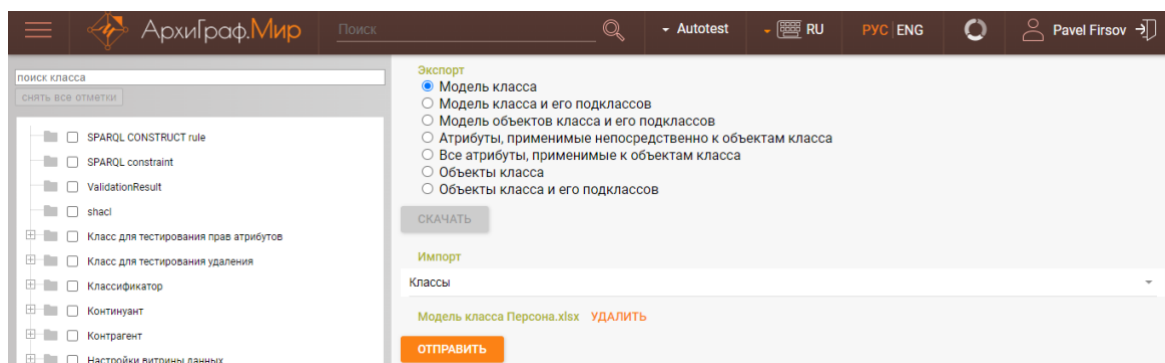 АрхиГраф.Мир Поиск Autotest RU РУС ENG Pavel Firsov
поиск класса
снять все отметки
SPARQL CONSTRUCT rule
SPARQL constraint
ValidationResult
shacl
Класс для тестирования прав атрибутов
Класс для тестирования удаления
Классификатор
Континуант
Контрагент
Настройки витрины данных
Экспорт
Модель класса
Модель класса и его подклассов
Модель объектов класса и его подклассов
Атрибуты, применимые непосредственно к объектам класса
Все атрибуты, применимые к объектам класса
Объекты класса
Объекты класса и его подклассов
СКАЧАТЬ
Импорт
Классы
Модель класса Персона.xlsx УДАЛИТЬ
ОТПРАВИТЬ